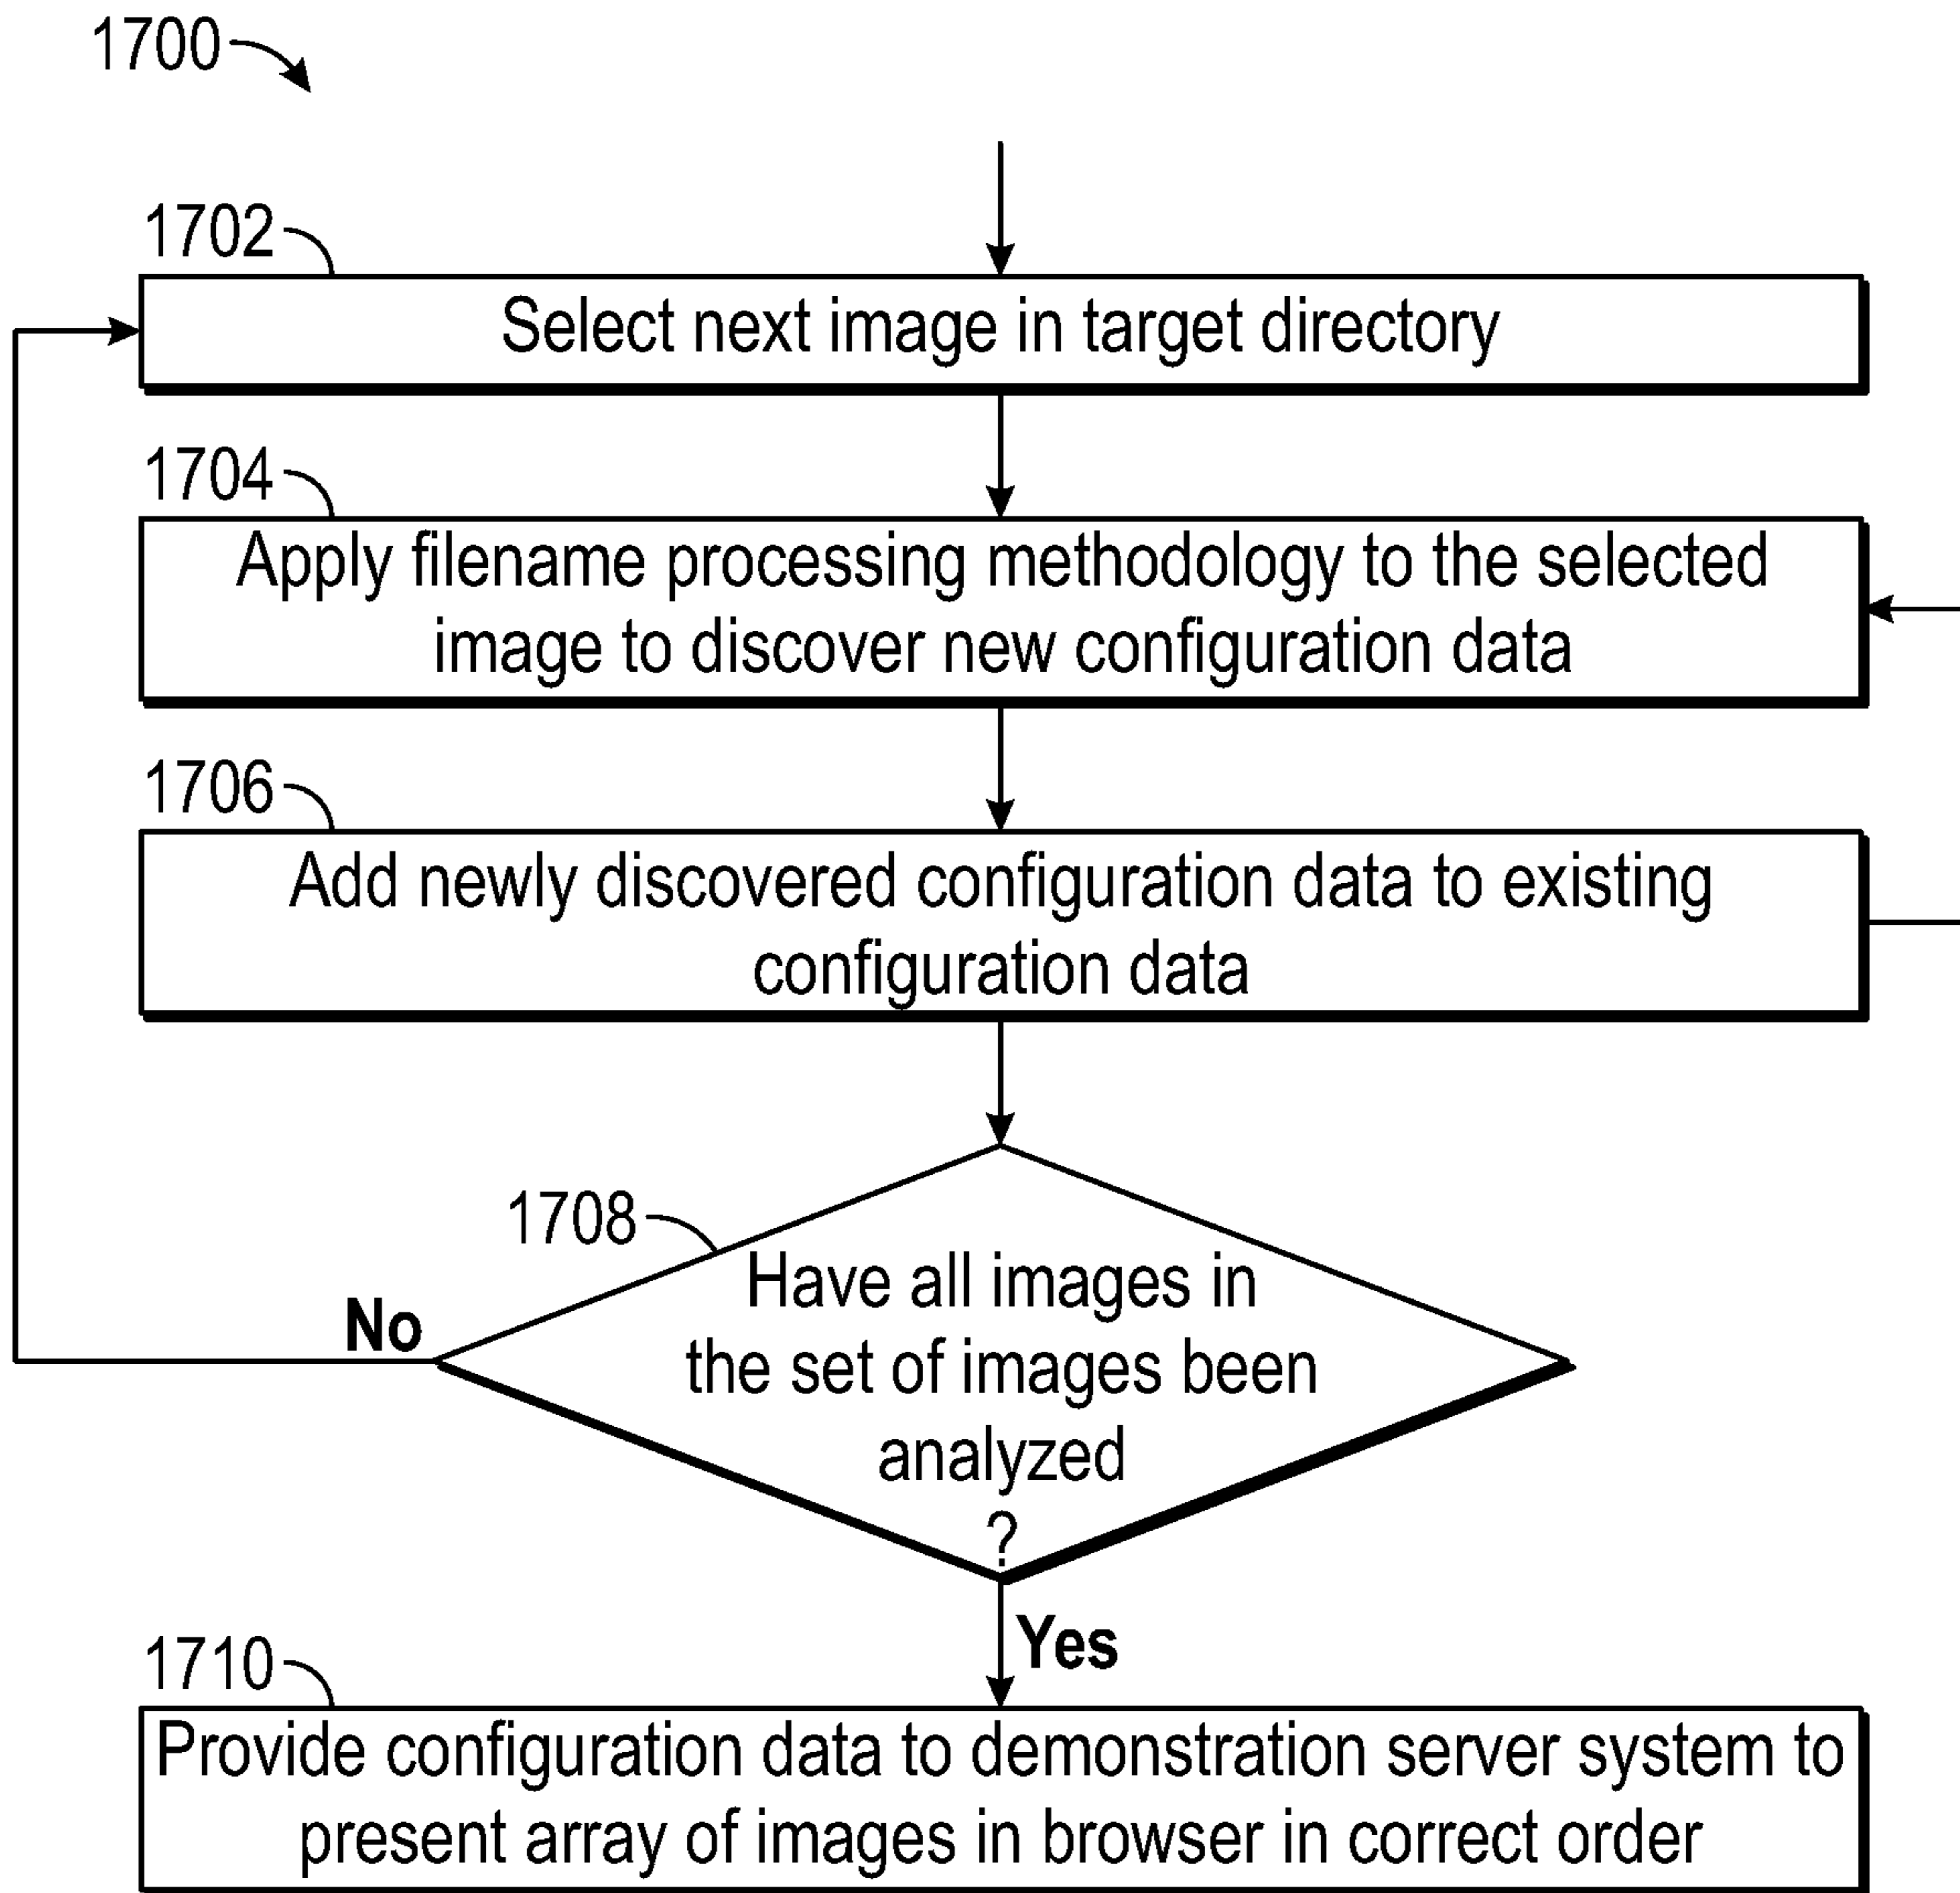 1700
1702
Select next image in target directory
1704
Apply filename processing methodology to the selected
image to discover new configuration data
1706
Add newly discovered configuration data to existing
configuration data
1708
Have all images in
the set of images been
analyzed
?
No
Yes
1710
Provide configuration data to demonstration server system to
present array of images in browser in correct order